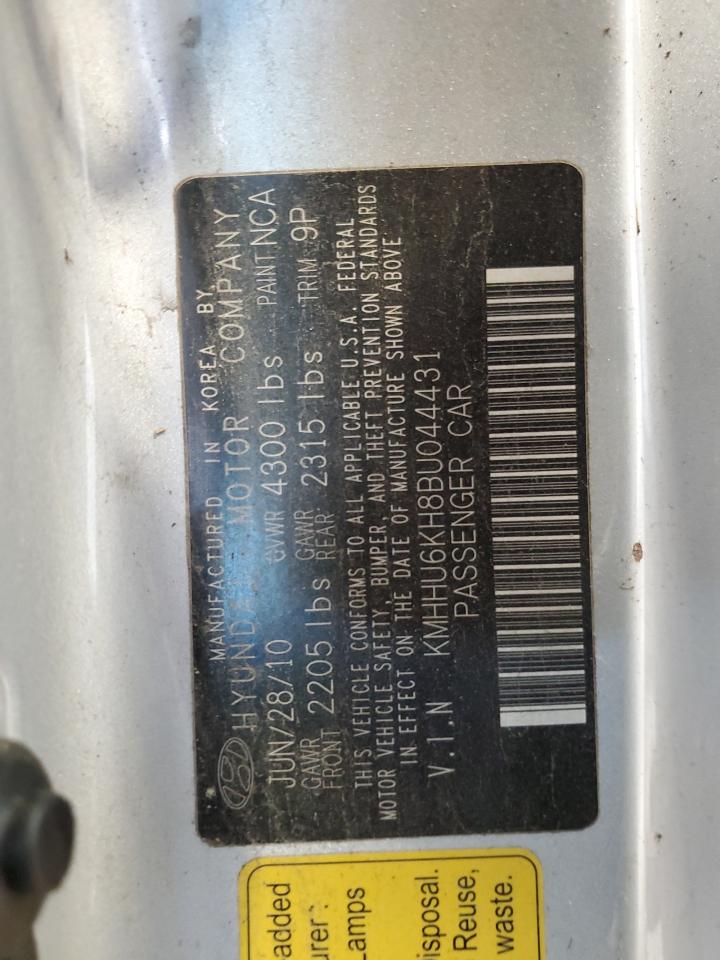 MANUFACTURED IN KOREA BY
HYUNDAI MOTOR COMPANY
JUN/28/10 GVWR 4300 lbs PAINT NCA
GAWR FRONT 2205 lbs GAWR REAR 2315 lbs TRIM 9P
THIS VEHICLE CONFORMS TO ALL APPLICABLE U.S.A. FEDERAL
MOTOR VEHICLE SAFETY, BUMPER, AND THEFT PREVENTION STANDARDS
IN EFFECT ON THE DATE OF MANUFACTURE SHOWN ABOVE
V.I.N KMHHU6KH8BU044431
PASSENGER CAR
added
urer :
Lamps
isposal.
Reuse,
waste.